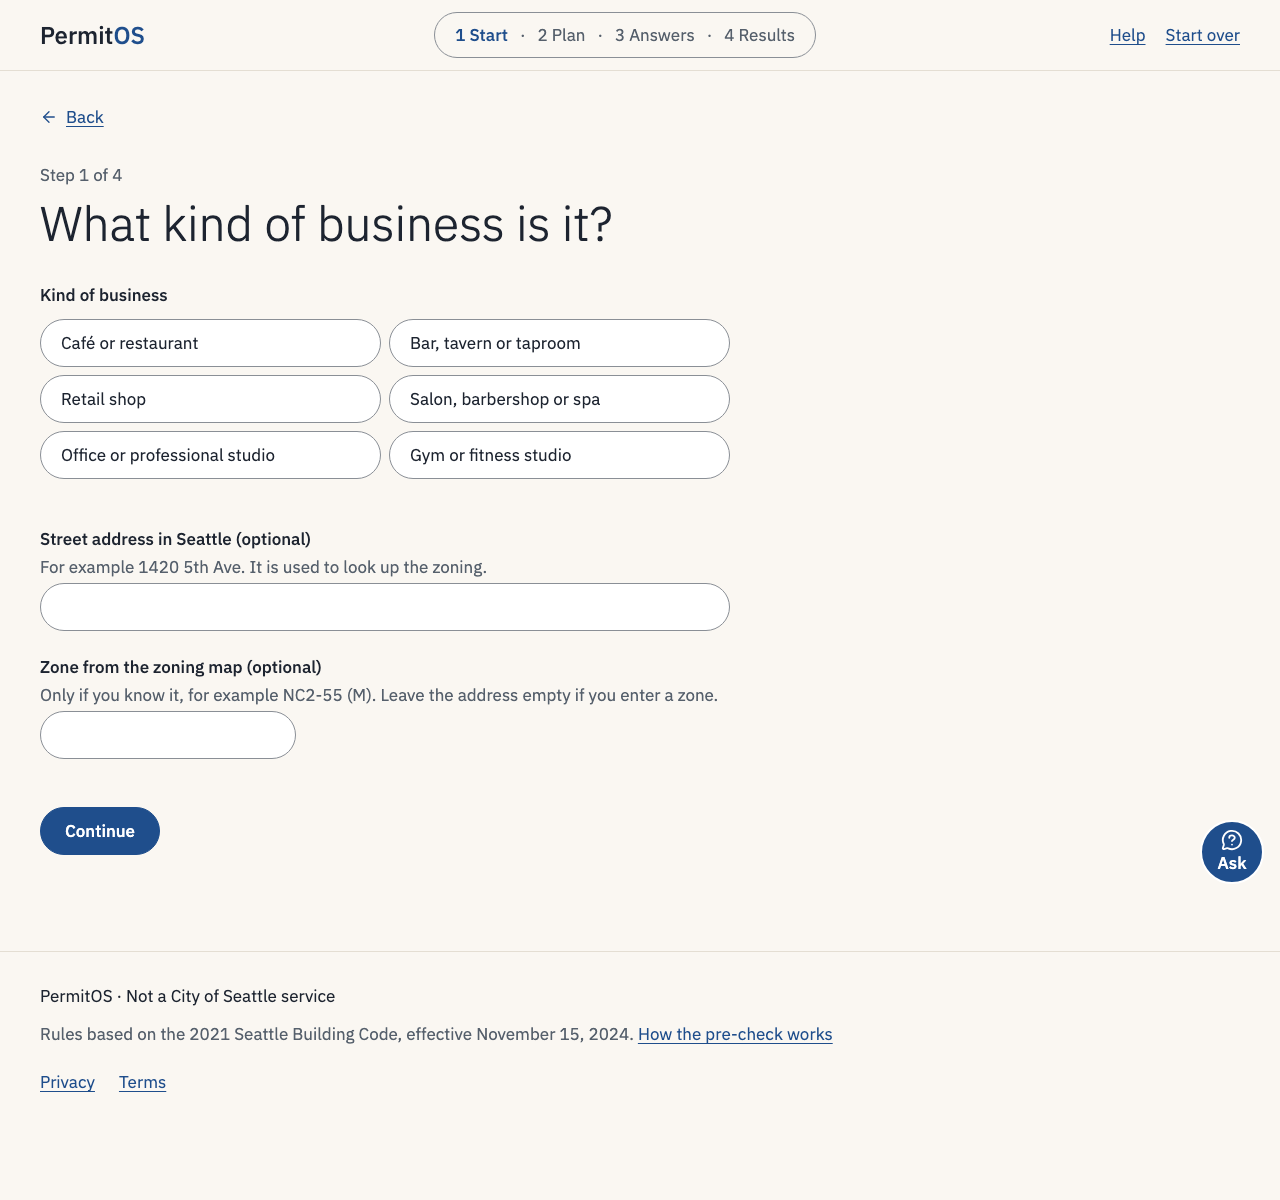 PermitOS
1 Start · 2 Plan · 3 Answers · 4 Results
Help Start over
← Back
Step 1 of 4
What kind of business is it?
Kind of business
Café or restaurant
Bar, tavern or taproom
Retail shop
Salon, barbershop or spa
Office or professional studio
Gym or fitness studio
Street address in Seattle (optional)
For example 1420 5th Ave. It is used to look up the zoning.
Zone from the zoning map (optional)
Only if you know it, for example NC2-55 (M). Leave the address empty if you enter a zone.
Continue
Ask
PermitOS · Not a City of Seattle service
Rules based on the 2021 Seattle Building Code, effective November 15, 2024. How the pre-check works
Privacy Terms